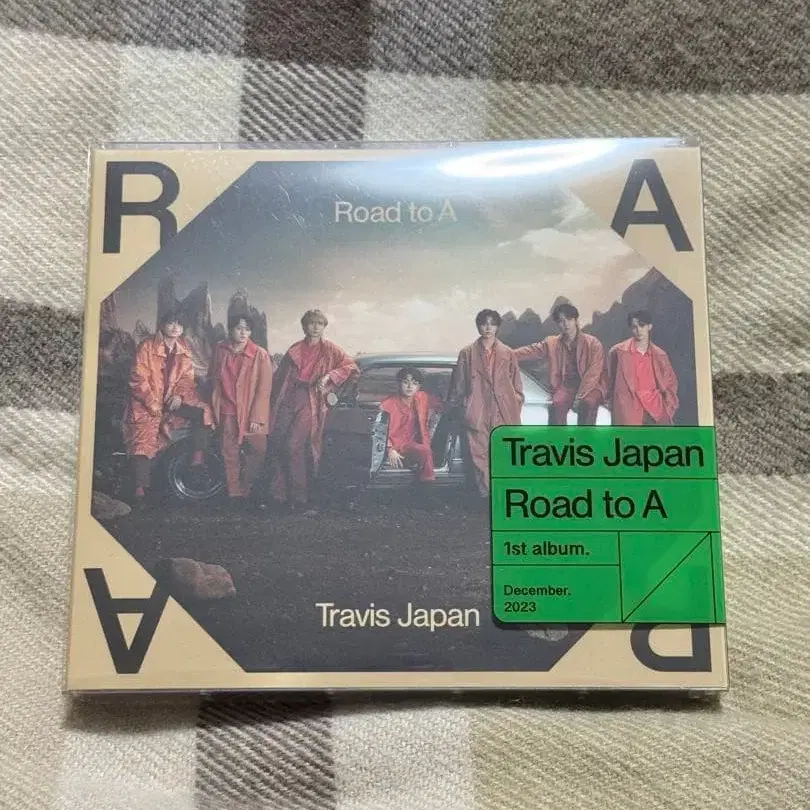 R
A
Road to A
Travis Japan
Road to A
1st album.
December.
2023
Travis Japan
A
R